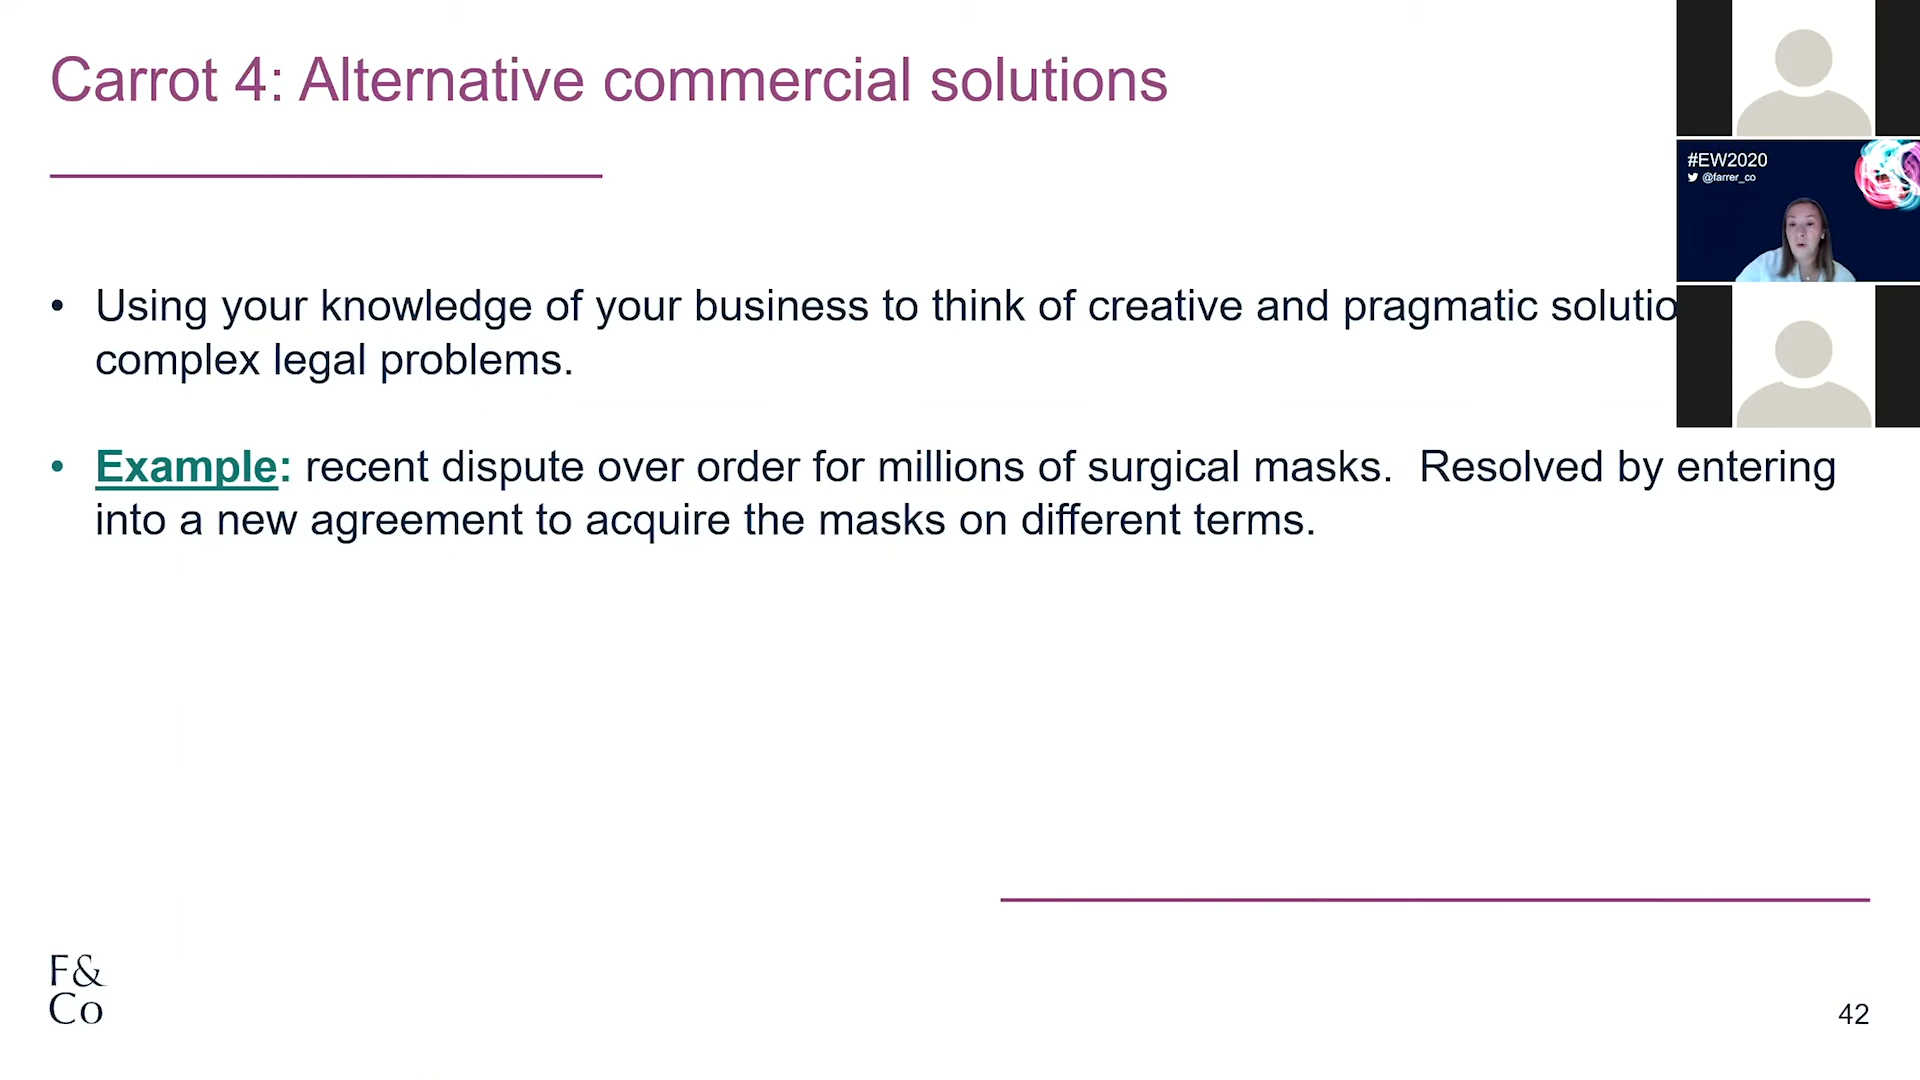 Carrot 4: Alternative commercial solutions
#EW2020
@farrer_co
• Using your knowledge of your business to think of creative and pragmatic
complex legal problems.
• Example: recent dispute over order for millions of surgical masks. Resolved by entering
into a new agreement to acquire the masks on different terms.
F&
Co
42